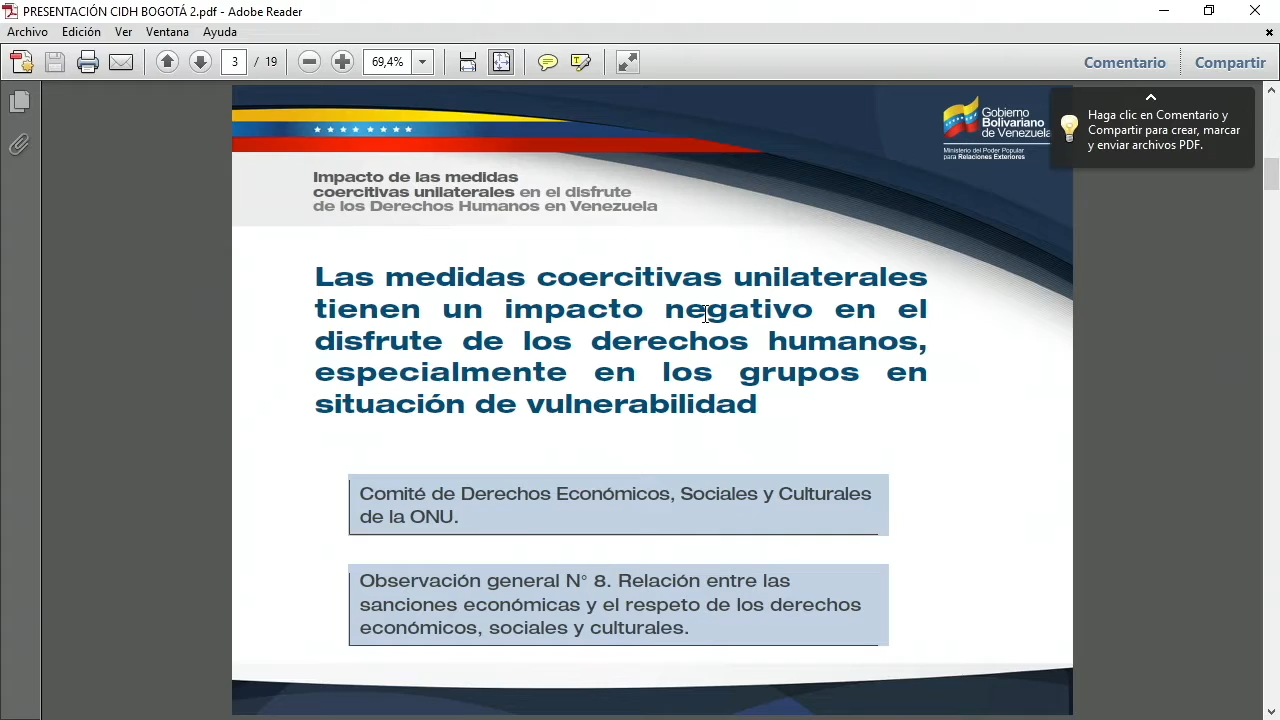 PRESENTACIÓN CIDH BOGOTÁ 2.pdf - Adobe Reader
Archivo Edición Ver Ventana Ayuda
3 / 19 69,4% Comentario Compartir
Haga clic en Comentario y
Compartir para crear, marcar
y enviar archivos PDF.
Gobierno
Bolivariano
de Venezuela
Ministerio del Poder Popular
para Relaciones Exteriores
Impacto de las medidas
coercitivas unilaterales en el disfrute
de los Derechos Humanos en Venezuela
Las medidas coercitivas unilaterales
tienen un impacto negativo en el
disfrute de los derechos humanos,
especialmente en los grupos en
situación de vulnerabilidad
Comité de Derechos Económicos, Sociales y Culturales
de la ONU.
Observación general N° 8. Relación entre las
sanciones económicas y el respeto de los derechos
económicos, sociales y culturales.